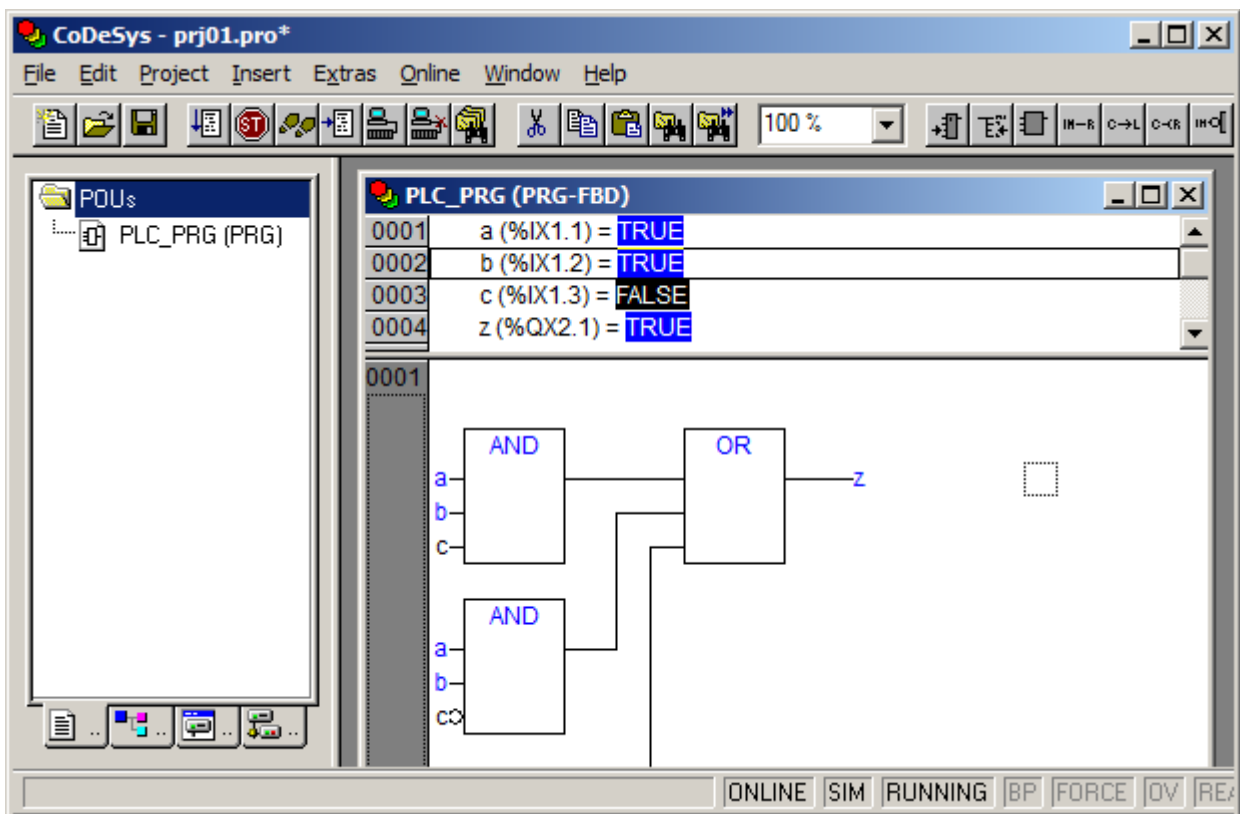 CoDeSys - prj01.pro*
File Edit Project Insert Extras Online Window Help
ST 100 % IN-R C→L C-(R
POUs
PLC_PRG (PRG)
.. .. .. ..
PLC_PRG (PRG-FBD)
0001 a (%IX1.1) = TRUE
0002 b (%IX1.2) = TRUE
0003 c (%IX1.3) = FALSE
0004 z (%QX2.1) = TRUE
0001
AND OR
a z
b
c
AND
a
b
c
ONLINE SIM RUNNING BP FORCE OV